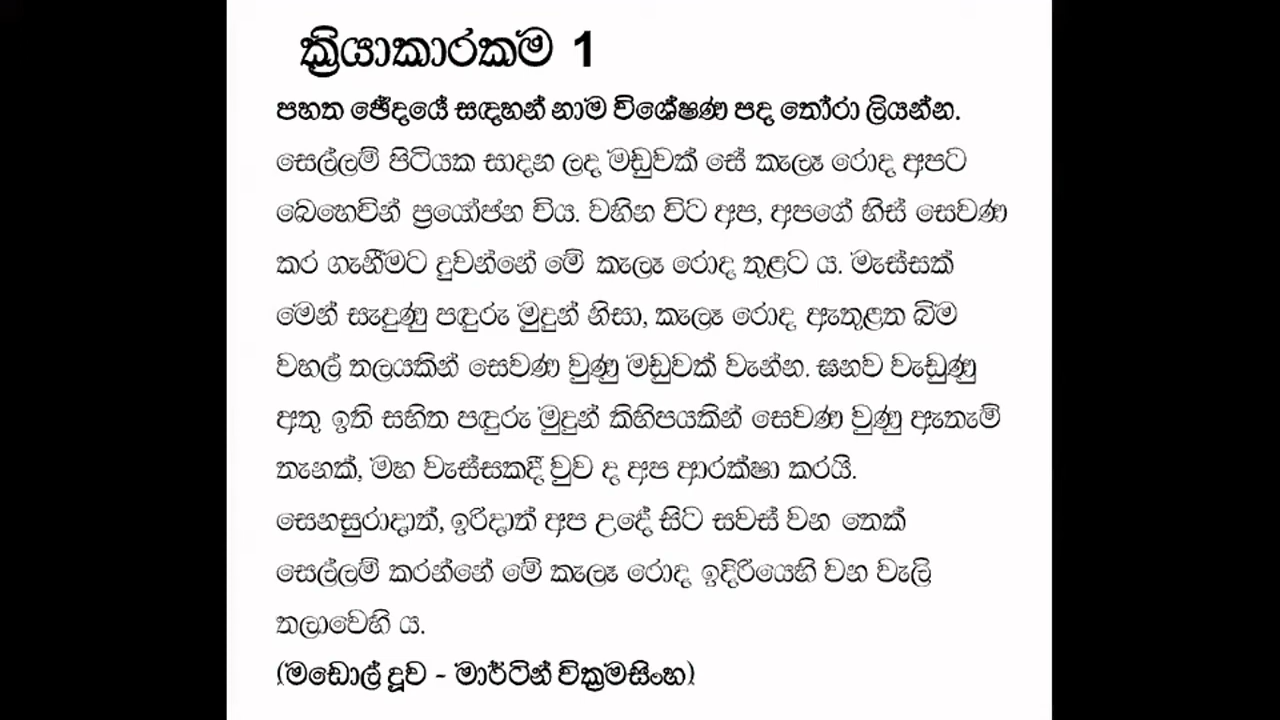 ක්‍රියාකාරකම 1
පහත ඡේදයේ සඳහන් නාම විශේෂණ පද තෝරා ලියන්න.
සෙල්ලම් පිටියක සාදන ලද මඩුවක් සේ කැලෑ රොද අපට
බෙහෙවින් ප්‍රයෝජන විය. වහින විට අප, අපගේ හිස් සෙවණ
කර ගැනීමට දුවන්නේ මේ කැලෑ රොද තුළට ය. මැස්සක්
මෙන් සැදුණු පඳුරු මුදුන් නිසා, කැලෑ රොද ඇතුළත බිම
වහල් තලයකින් සෙවණ වුණු මඩුවක් වැන්න. ඝනව වැඩුණු
අතු ඉති සහිත පඳුරු මුදුන් කිහිපයකින් සෙවණ වුණු ඇතැම්
තැනක්, මහ වැස්සකදී වුව ද අප ආරක්ෂා කරයි.
සෙනසුරාදාත්, ඉරිදාත් අප උදේ සිට සවස් වන තෙක්
සෙල්ලම් කරන්නේ මේ කැලෑ රොද ඉදිරියෙහි වන වැලි
තලාවෙහි ය.
(මඩොල් දූව - මාර්ටින් වික්‍රමසිංහ)